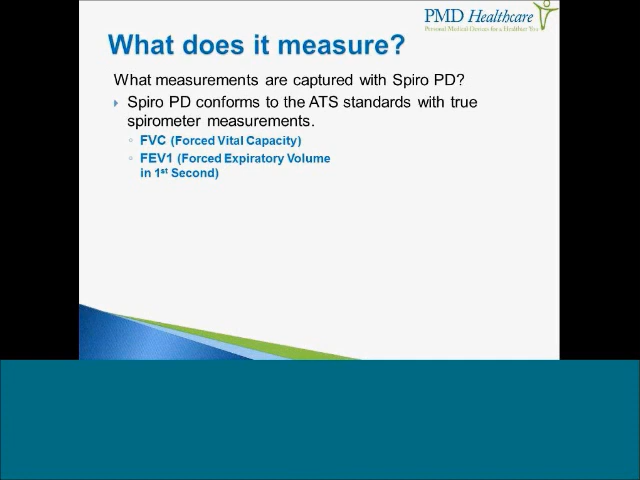 PMD Healthcare
Personal Medical Devices for a Healthier You
What does it measure?
What measurements are captured with Spiro PD?
Spiro PD conforms to the ATS standards with true
spirometer measurements.
FVC (Forced Vital Capacity)
FEV1 (Forced Expiratory Volume
in 1st Second)